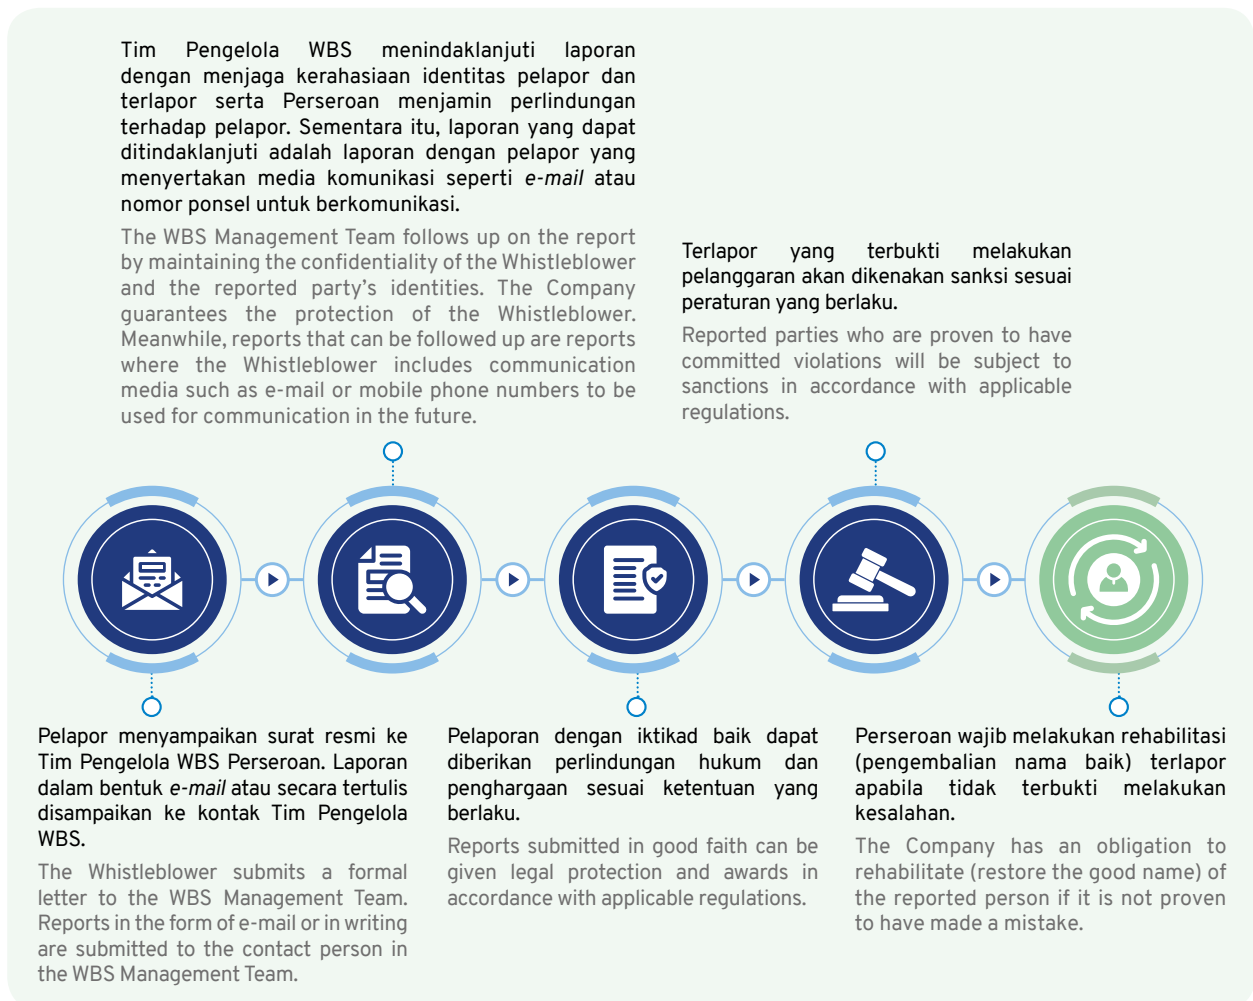 Tim Pengelola WBS menindaklanjuti laporan
dengan menjaga kerahasiaan identitas pelapor dan
terlapor serta Perseroan menjamin perlindungan
terhadap pelapor. Sementara itu, laporan yang dapat
ditindaklanjuti adalah laporan dengan pelapor yang
menyertakan media komunikasi seperti e-mail atau
nomor ponsel untuk berkomunikasi.
The WBS Management Team follows up on the report
by maintaining the confidentiality of the Whistleblower
and the reported party's identities. The Company
guarantees the protection of the Whistleblower.
Meanwhile, reports that can be followed up are reports
where the Whistleblower includes communication
media such as e-mail or mobile phone numbers to be
used for communication in the future.
Terlapor yang terbukti melakukan
pelanggaran akan dikenakan sanksi sesuai
peraturan yang berlaku.
Reported parties who are proven to have
committed violations will be subject to
sanctions in accordance with applicable
regulations.
Pelapor menyampaikan surat resmi ke
Tim Pengelola WBS Perseroan. Laporan
dalam bentuk e-mail atau secara tertulis
disampaikan ke kontak Tim Pengelola
WBS.
The Whistleblower submits a formal
letter to the WBS Management Team.
Reports in the form of e-mail or in writing
are submitted to the contact person in
the WBS Management Team.
Pelaporan dengan iktikad baik dapat
diberikan perlindungan hukum dan
penghargaan sesuai ketentuan yang
berlaku.
Reports submitted in good faith can be
given legal protection and awards in
accordance with applicable regulations.
Perseroan wajib melakukan rehabilitasi
(pengembalian nama baik) terlapor
apabila tidak terbukti melakukan
kesalahan.
The Company has an obligation to
rehabilitate (restore the good name) of
the reported person if it is not proven
to have made a mistake.